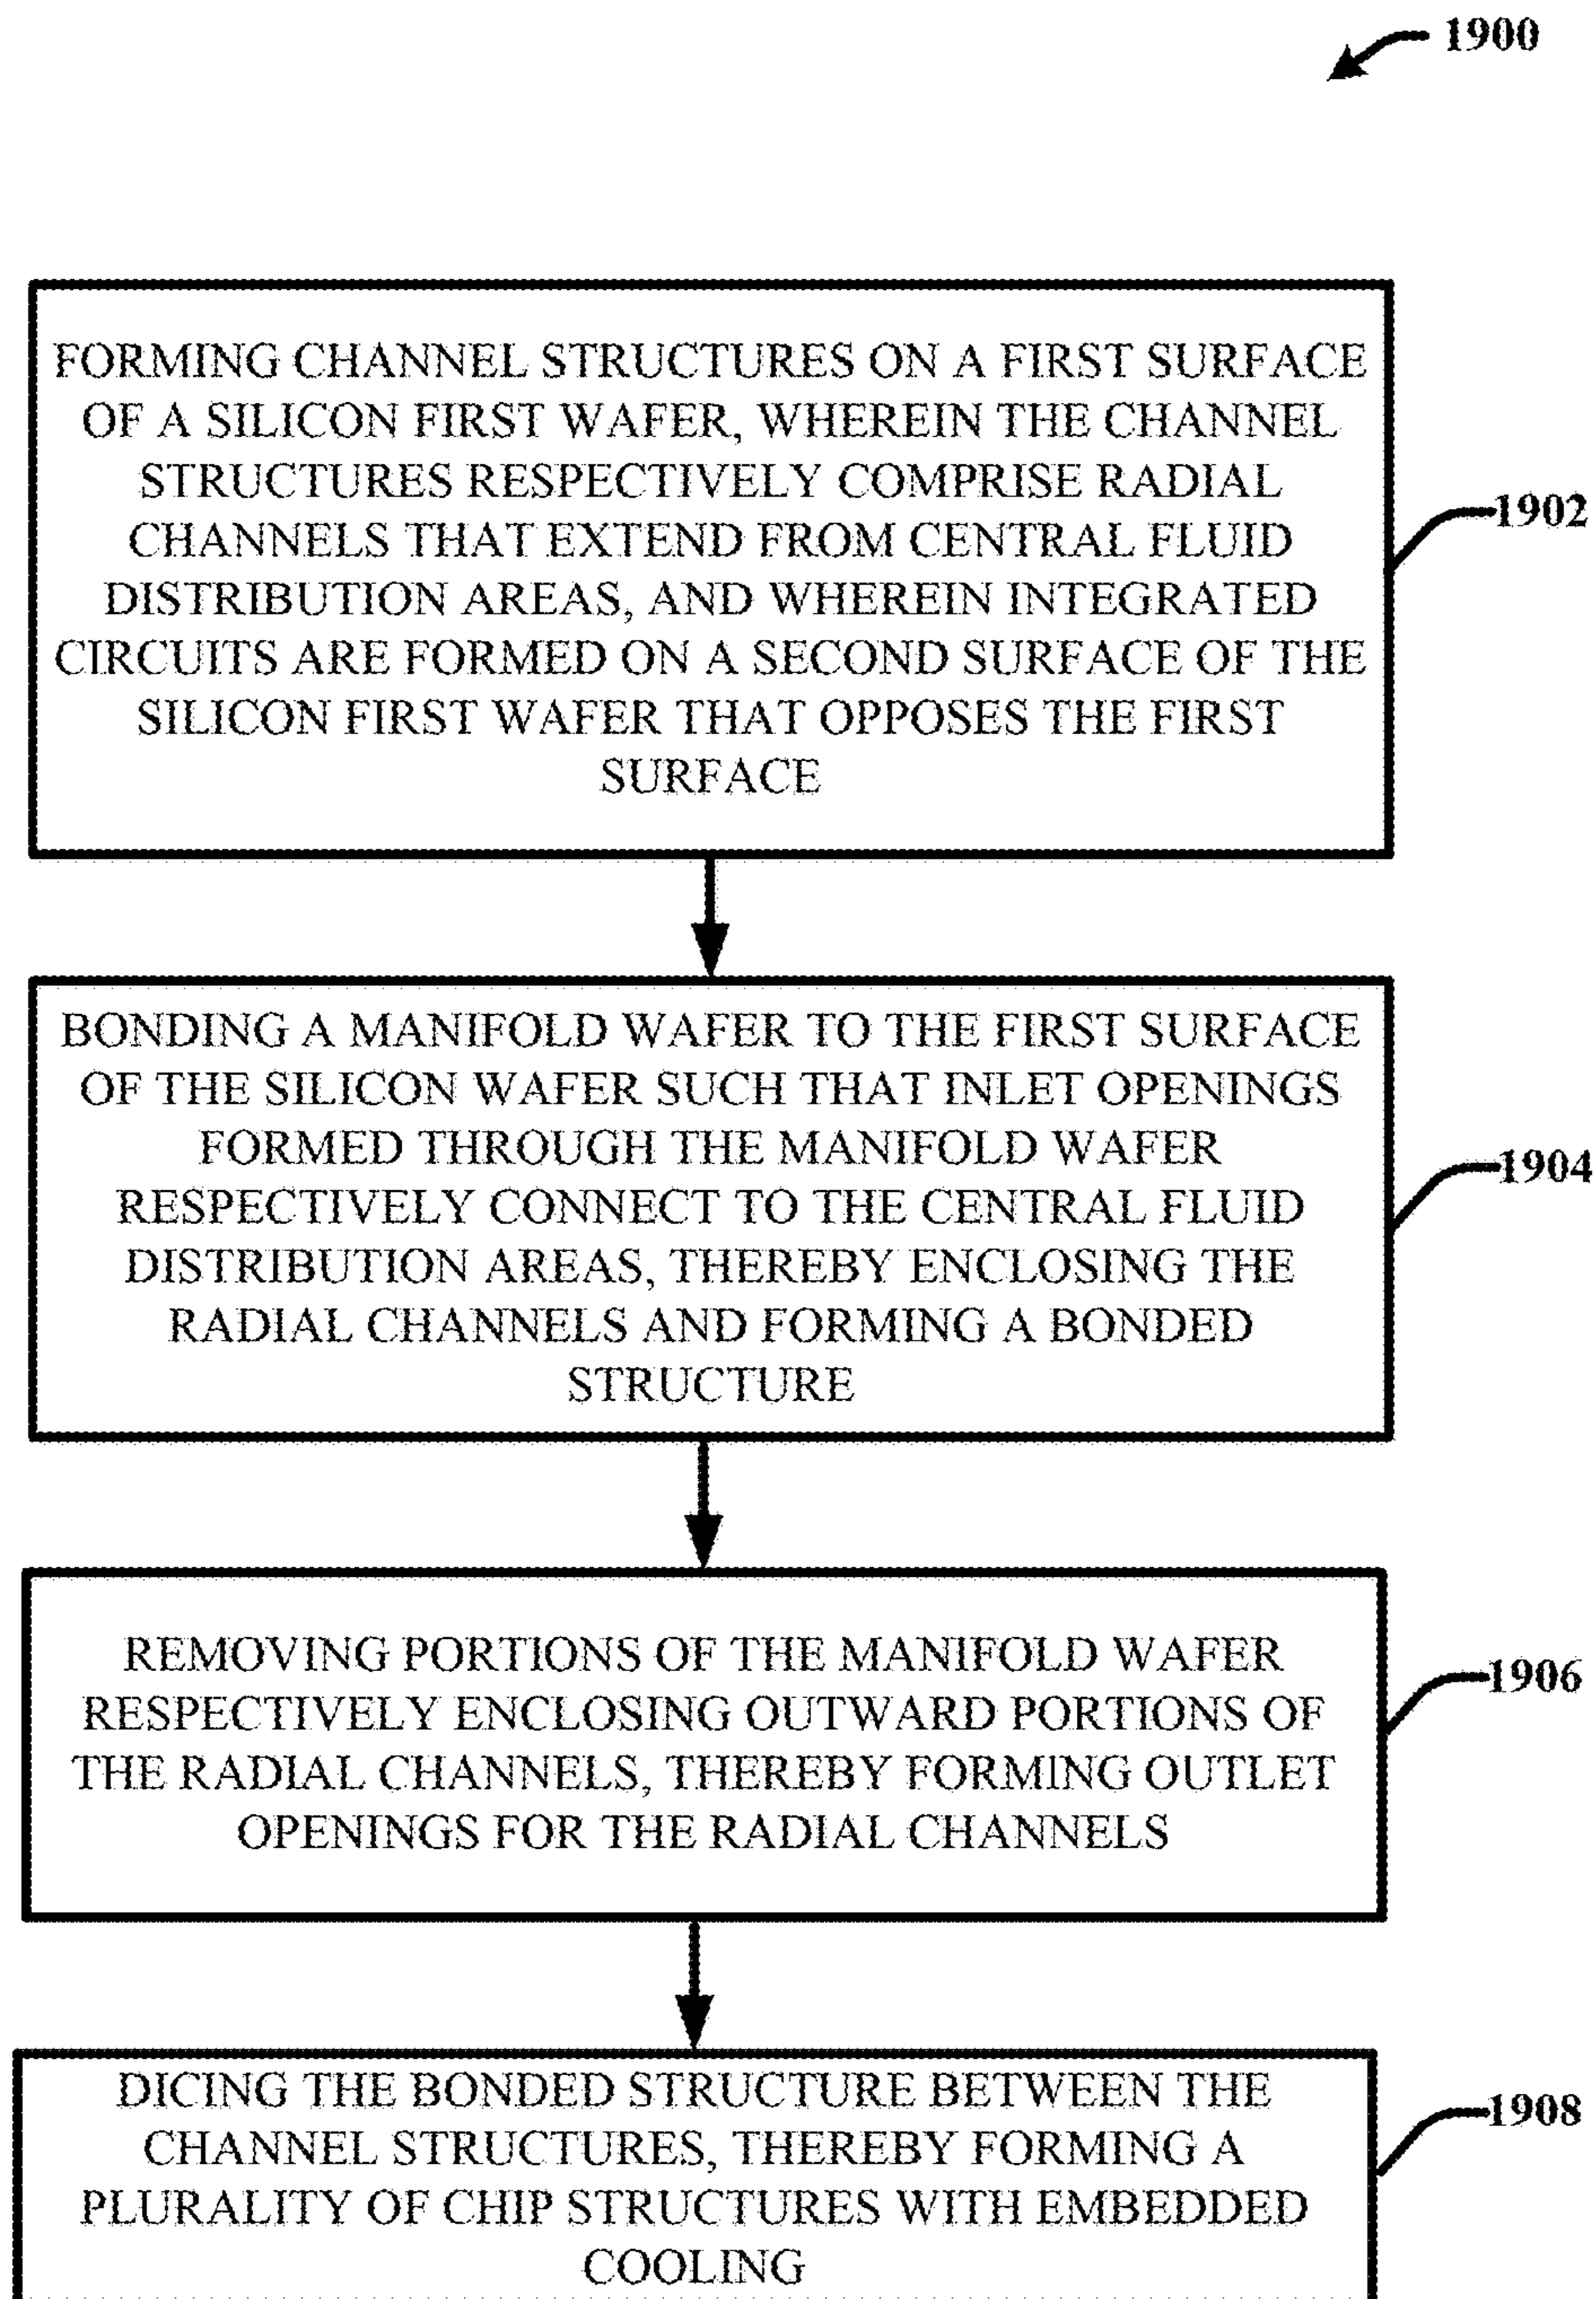 1900
FORMING CHANNEL STRUCTURES ON A FIRST SURFACE
OF A SILICON FIRST WAFER, WHEREIN THE CHANNEL
STRUCTURES RESPECTIVELY COMPRISE RADIAL
CHANNELS THAT EXTEND FROM CENTRAL FLUID
DISTRIBUTION AREAS, AND WHEREIN INTEGRATED
CIRCUITS ARE FORMED ON A SECOND SURFACE OF THE
SILICON FIRST WAFER THAT OPPOSES THE FIRST
SURFACE
1902
BONDING A MANIFOLD WAFER TO THE FIRST SURFACE
OF THE SILICON WAFER SUCH THAT INLET OPENINGS
FORMED THROUGH THE MANIFOLD WAFER
RESPECTIVELY CONNECT TO THE CENTRAL FLUID
DISTRIBUTION AREAS, THEREBY ENCLOSING THE
RADIAL CHANNELS AND FORMING A BONDED
STRUCTURE
1904
REMOVING PORTIONS OF THE MANIFOLD WAFER
RESPECTIVELY ENCLOSING OUTWARD PORTIONS OF
THE RADIAL CHANNELS, THEREBY FORMING OUTLET
OPENINGS FOR THE RADIAL CHANNELS
1906
DICING THE BONDED STRUCTURE BETWEEN THE
CHANNEL STRUCTURES, THEREBY FORMING A
PLURALITY OF CHIP STRUCTURES WITH EMBEDDED
COOLING
1908